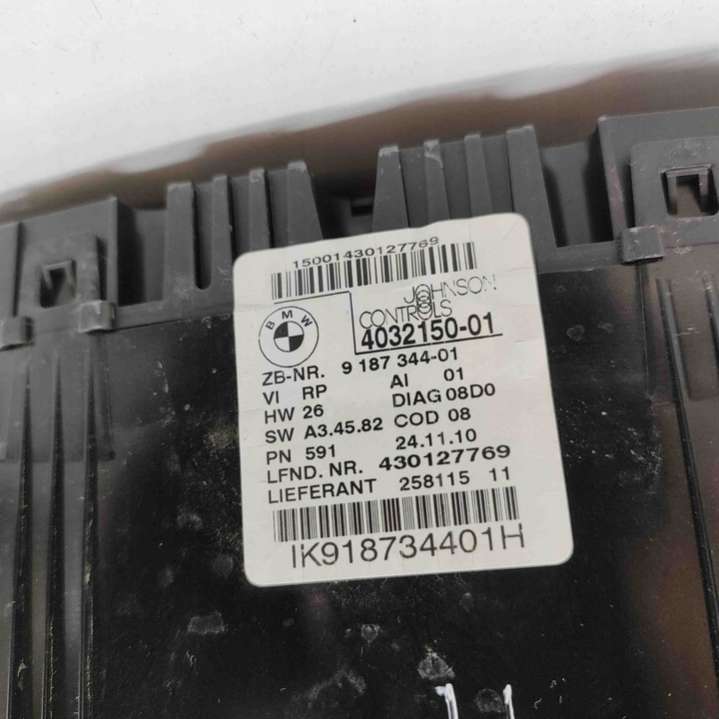 15001430127769
BMW
JOHNSON
CONTROLS
4032150-01
ZB-NR. 9 187 344-01
VI RP AI 01
HW 26 DIAG 08D0
SW A3.45.82 COD 08
PN 591 24.11.10
LFND. NR. 430127769
LIEFERANT 258115 11
IK918734401H